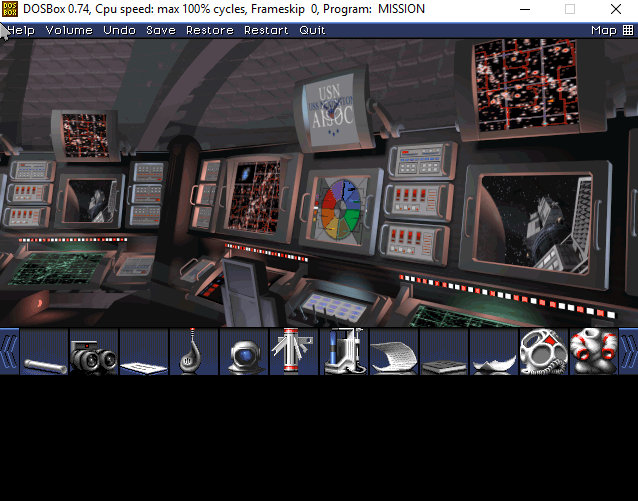 DOSBox 0.74, Cpu speed: max 100% cycles, Frameskip 0, Program: MISSION
Help Volume Undo Save Restore Restart Quit Map
USN
AISOC